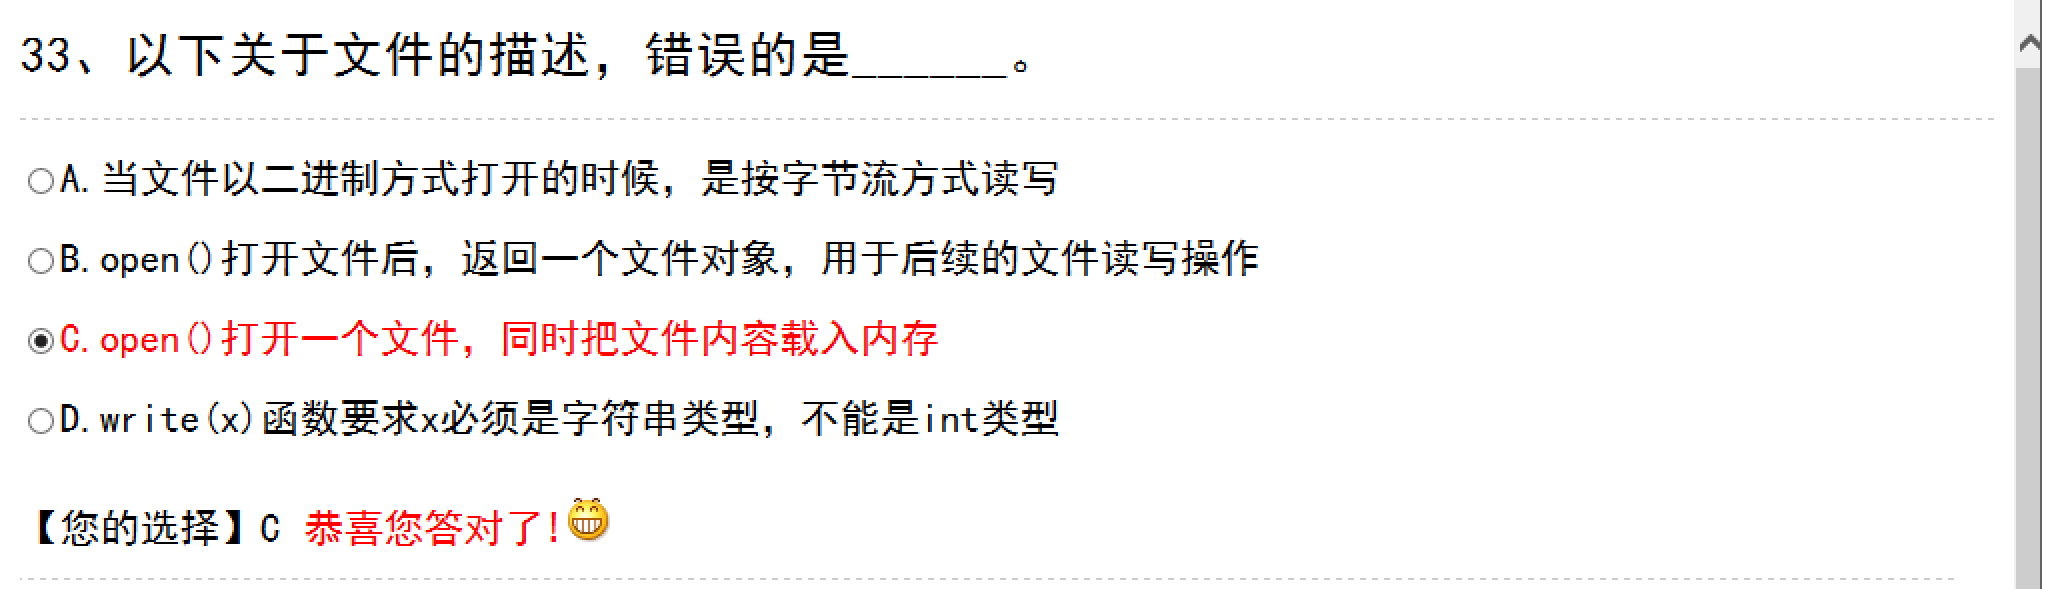 33、以下关于文件的描述，错误的是______。
A.当文件以二进制方式打开的时候，是按字节流方式读写
B.open()打开文件后，返回一个文件对象，用于后续的文件读写操作
C.open()打开一个文件，同时把文件内容载入内存
D.write(x)函数要求x必须是字符串类型，不能是int类型
【您的选择】C 恭喜您答对了!